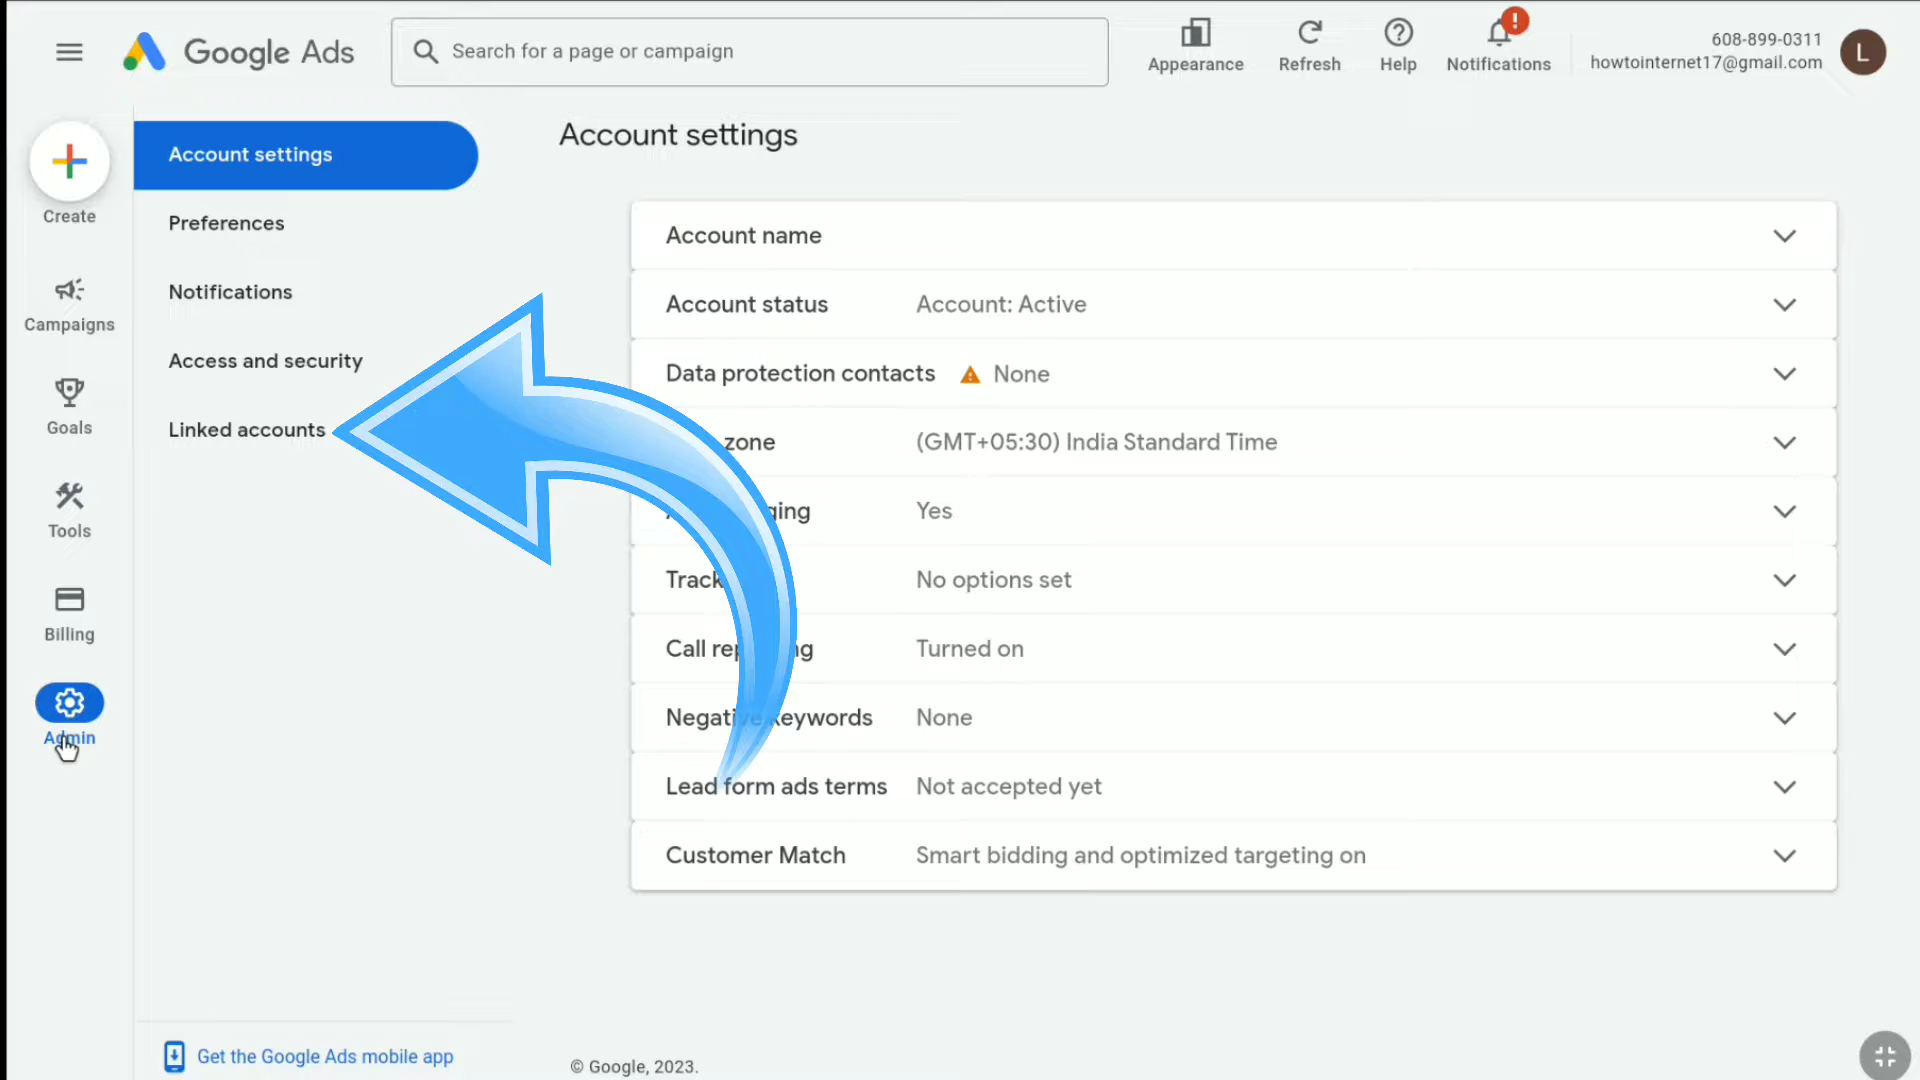 Google Ads
Search for a page or campaign
Appearance
Refresh
Help
!
Notifications
608-899-0311
howtointernet17@gmail.com
L
Create
Campaigns
Goals
Tools
Billing
Admin
Account settings
Preferences
Notifications
Access and security
Linked accounts
Account settings
Account name
Account status Account: Active
Data protection contacts None
zone (GMT+05:30) India Standard Time
Yes
No options set
Call Turned on
Negative keywords None
Lead form ads terms Not accepted yet
Customer Match Smart bidding and optimized targeting on
Get the Google Ads mobile app
© Google, 2023.